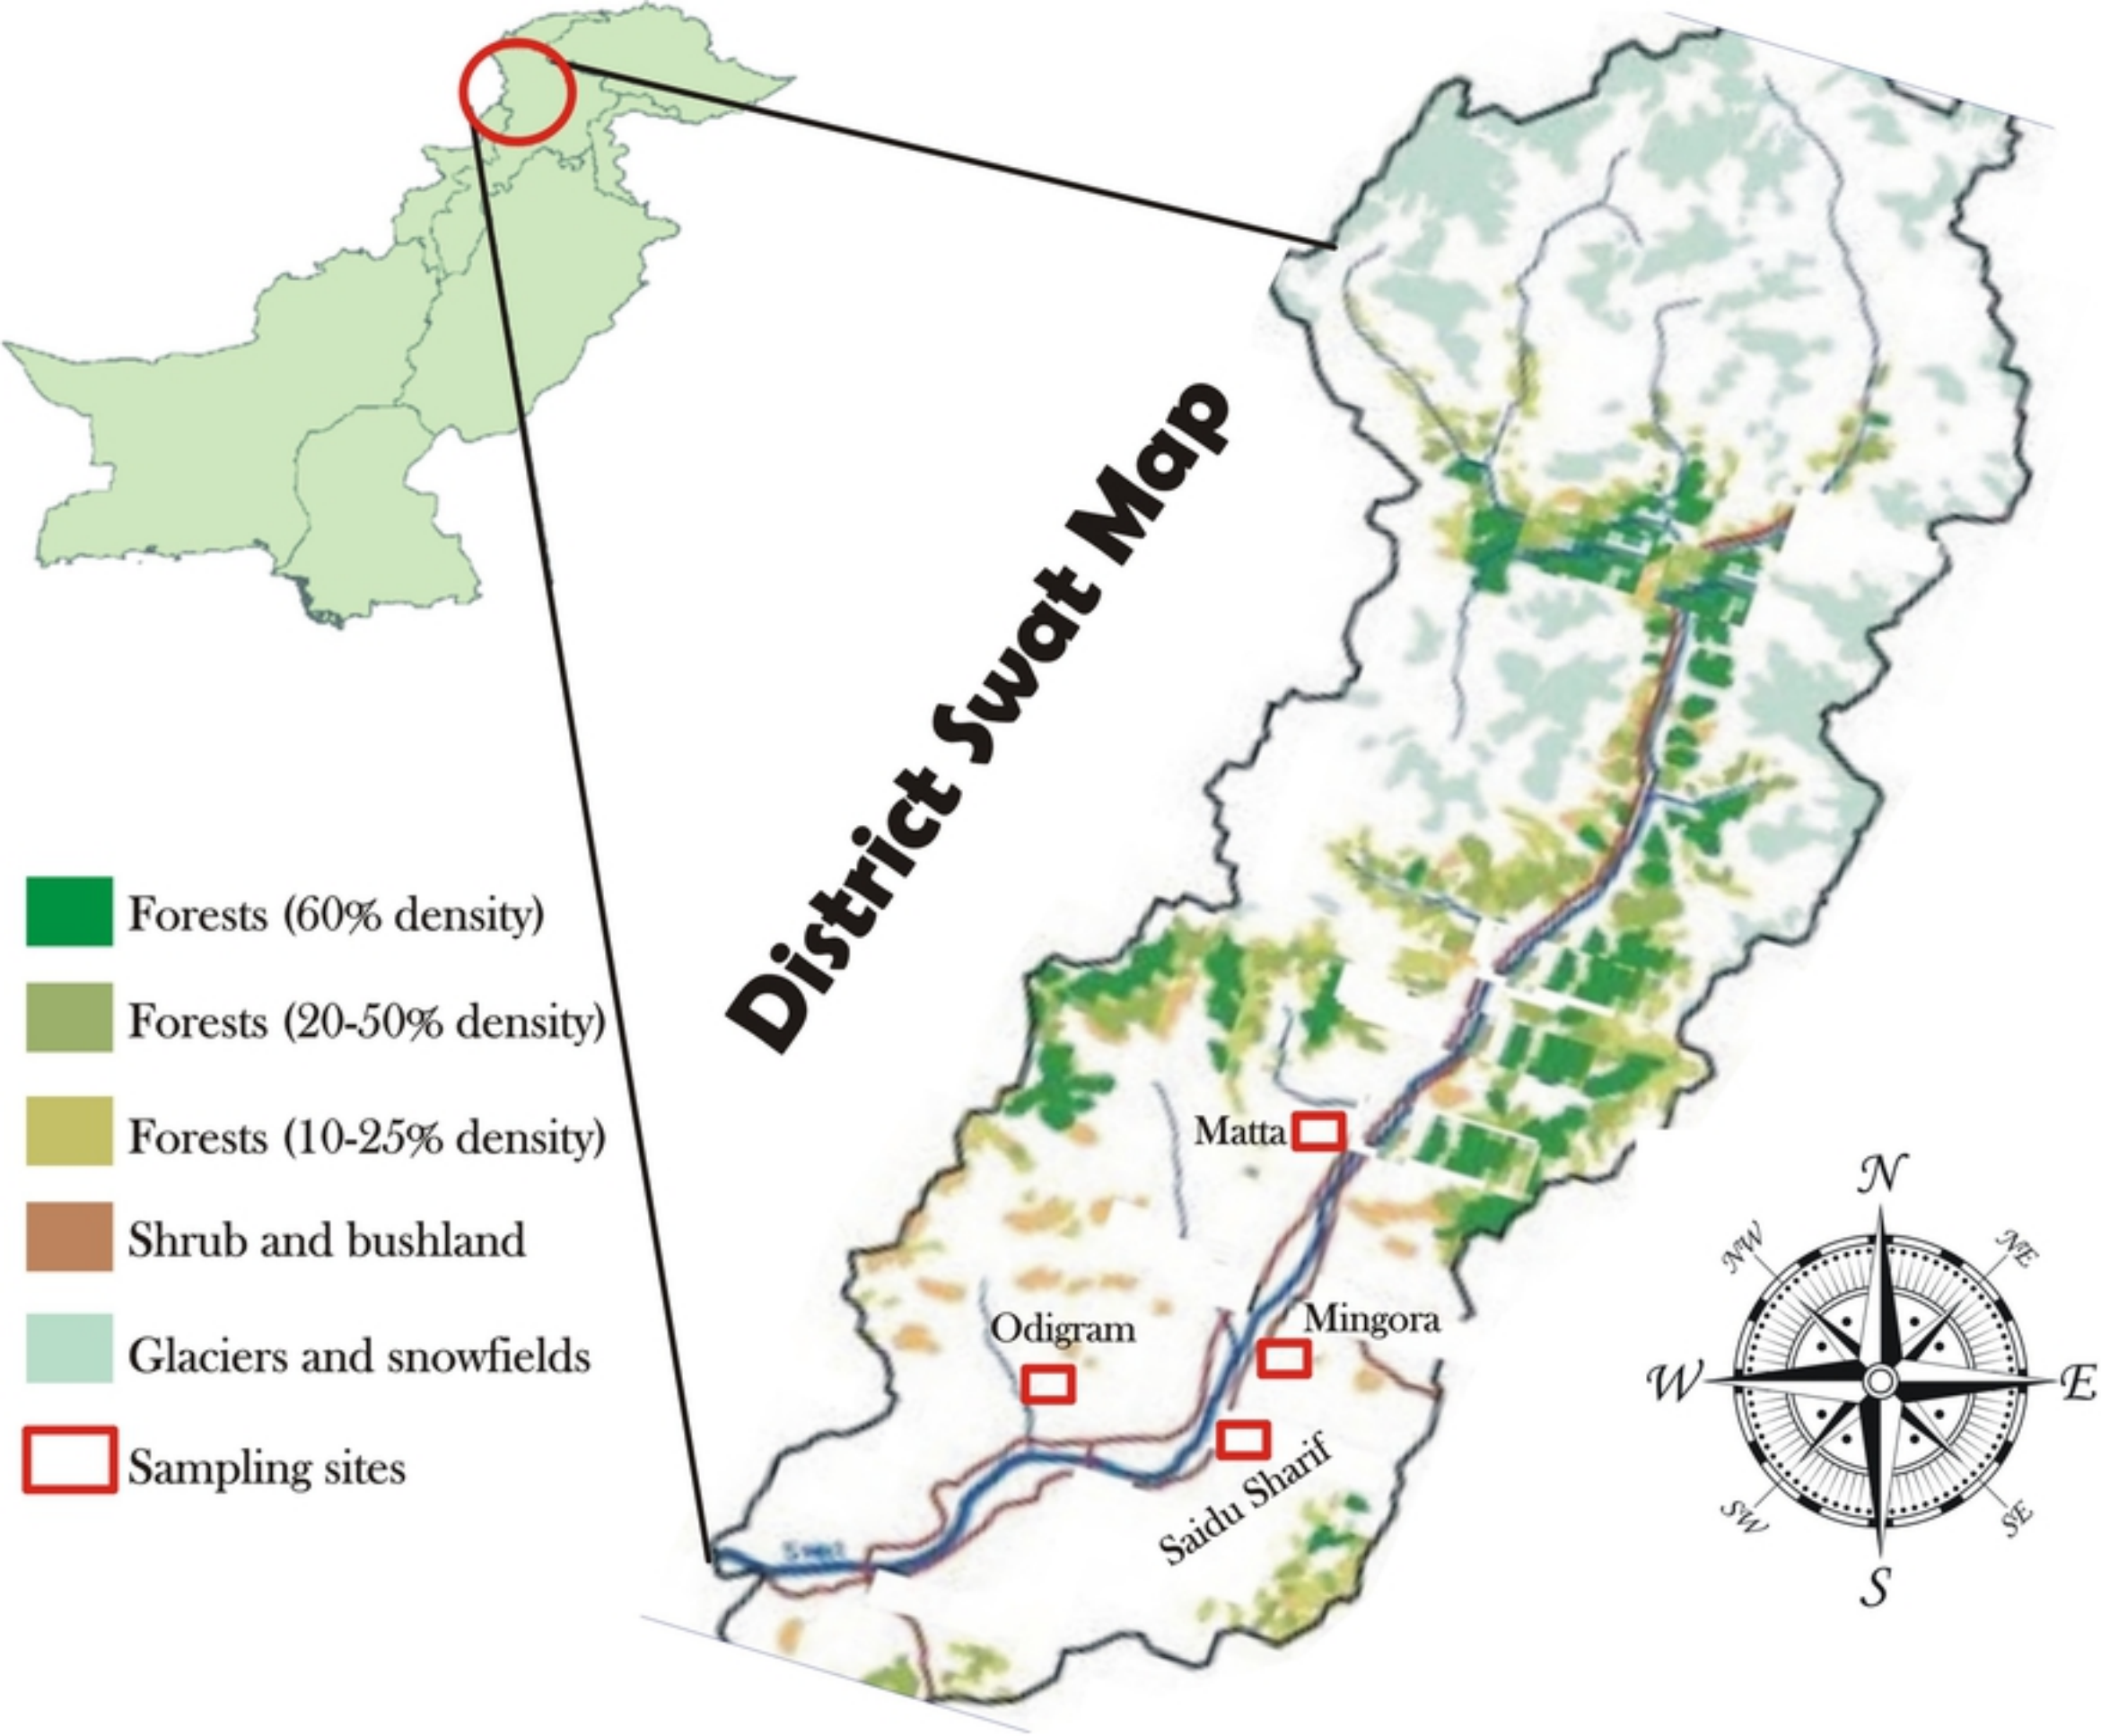 District Swat Map
Forests (60% density)
Forests (20-50% density)
Forests (10-25% density)
Shrub and bushland
Glaciers and snowfields
Sampling sites
Matta
Odigram
Mingora
Saidu Sharif
Swat
N
NW
NE
W
E
SW
SE
S